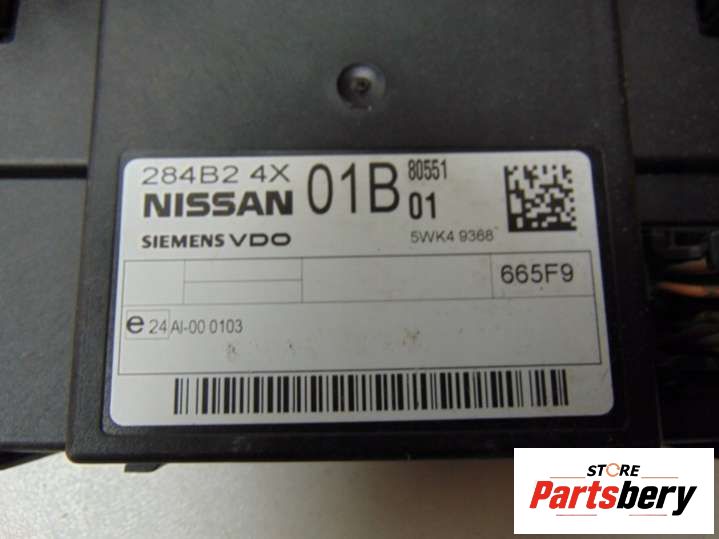 284B2 4X 01B 80551
NISSAN 01
SIEMENS VDO 5WK4 9368
665F9
e 24 AI-00 0103
STORE
Partsbery